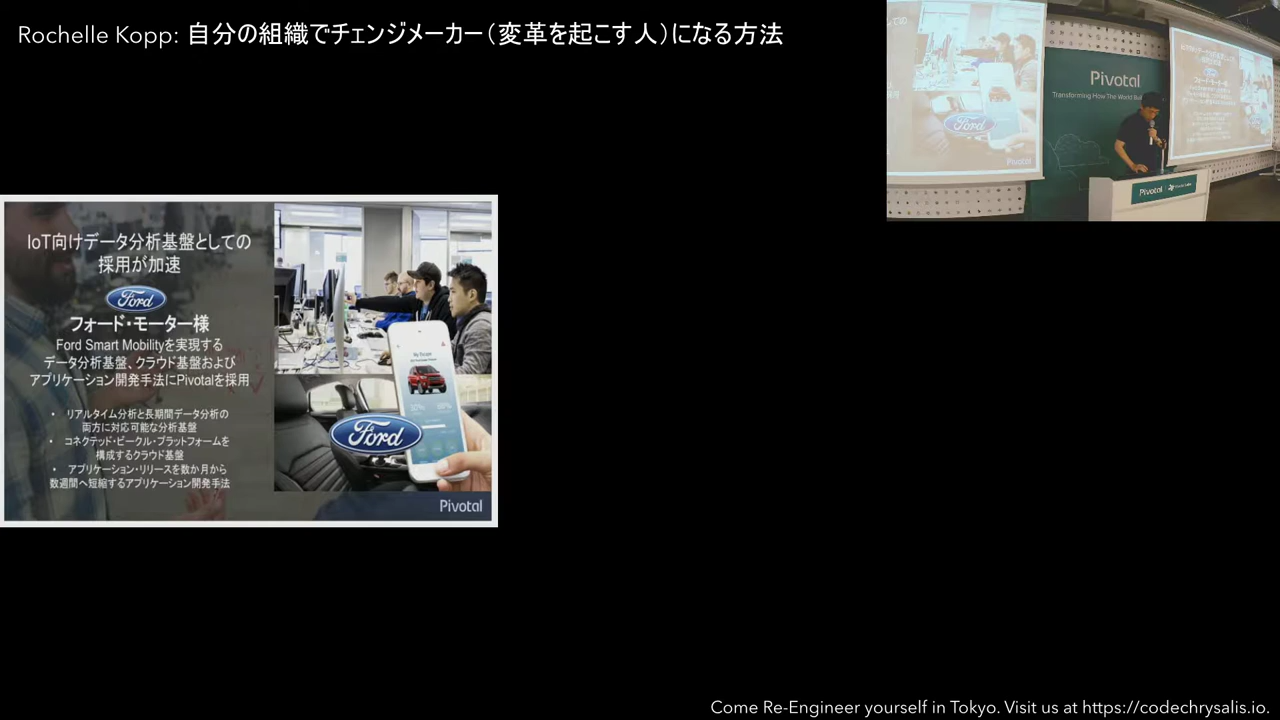 Rochelle Kopp: 自分の組織でチェンジメーカー（変革を起こす人）になる方法
Pivotal
Transforming How The World
Ford
Pivotal
Pivotal
IoT向けデータ分析基盤としての
採用が加速
Ford
フォード・モーター様
Ford Smart Mobilityを実現する
データ分析基盤、クラウド基盤および
アプリケーション開発手法にPivotalを採用
• リアルタイム分析と長期間データ分析の
両方に対応可能な分析基盤
• コネクテッド・ビークル・プラットフォームを
構成するクラウド基盤
• アプリケーション・リリースを数か月から
数週間へ短縮するアプリケーション開発手法
My Escape
Ford
Pivotal
Come Re-Engineer yourself in Tokyo. Visit us at https://codechrysalis.io.